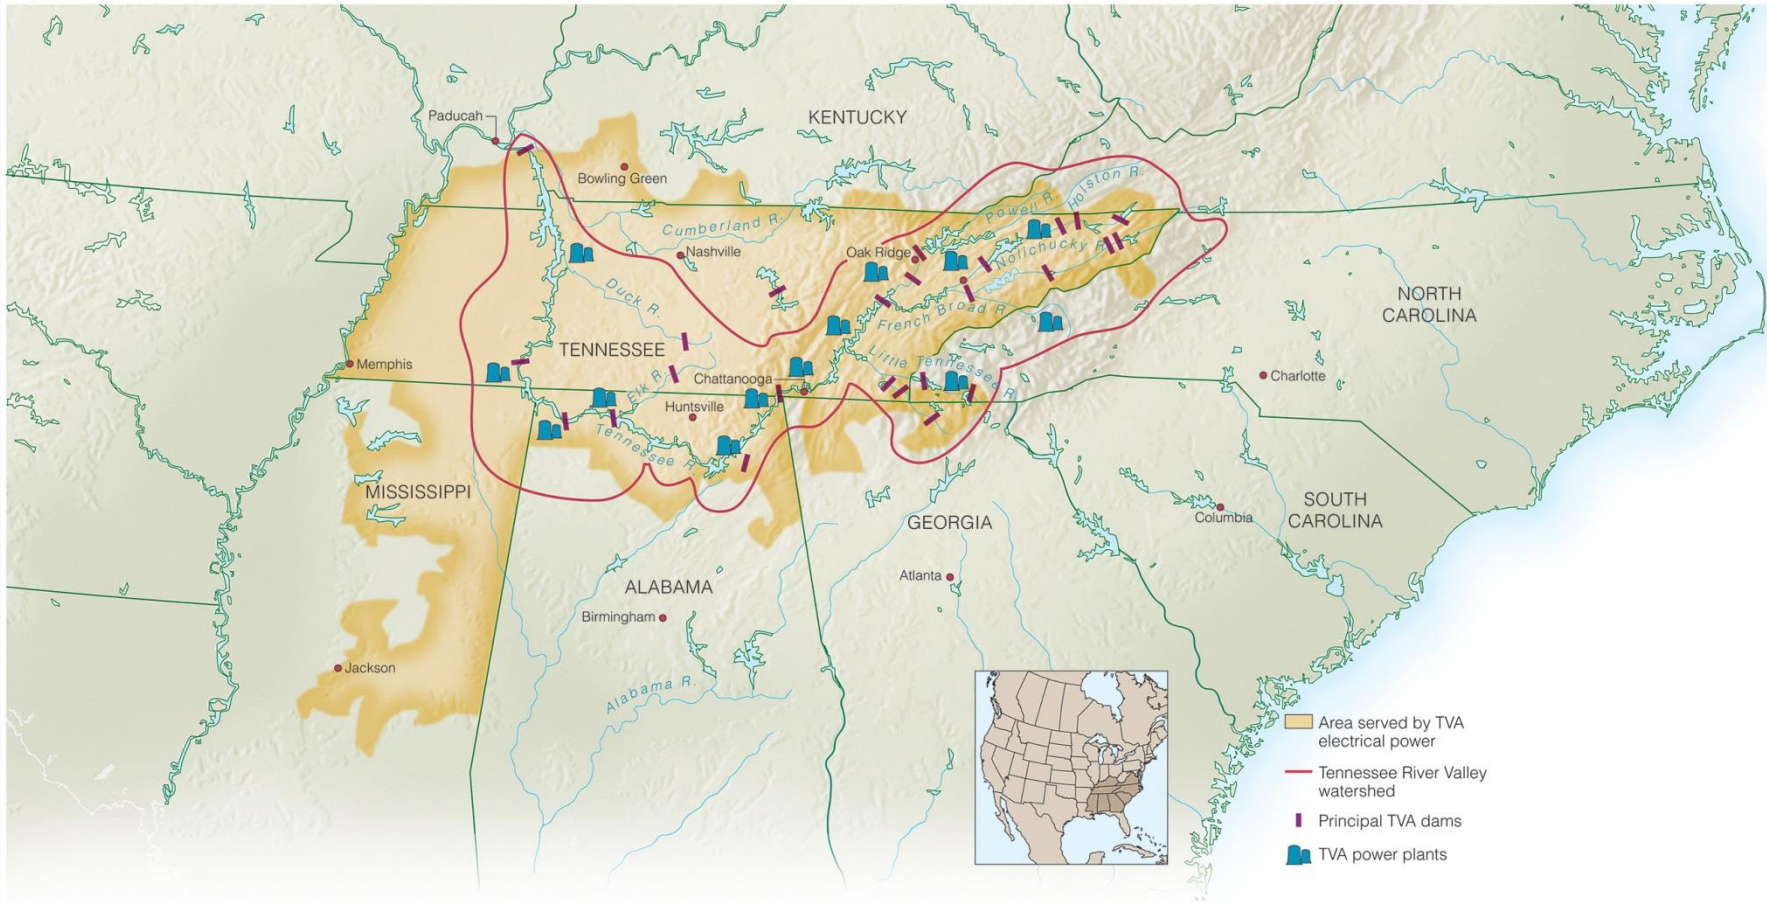 Paducah
KENTUCKY
Bowling Green
Holston R.
Powell R.
Cumberland R.
Nashville
Oak Ridge
Nolichucky R.
Duck R.
French Broad R.
NORTH
CAROLINA
TENNESSEE
Memphis
Little Tennessee R.
Chattanooga
Charlotte
Elk R.
Huntsville
Tennessee R.
MISSISSIPPI
SOUTH
CAROLINA
Columbia
GEORGIA
Atlanta
ALABAMA
Birmingham
Jackson
Alabama R.
Area served by TVA
electrical power
Tennessee River Valley
watershed
Principal TVA dams
TVA power plants